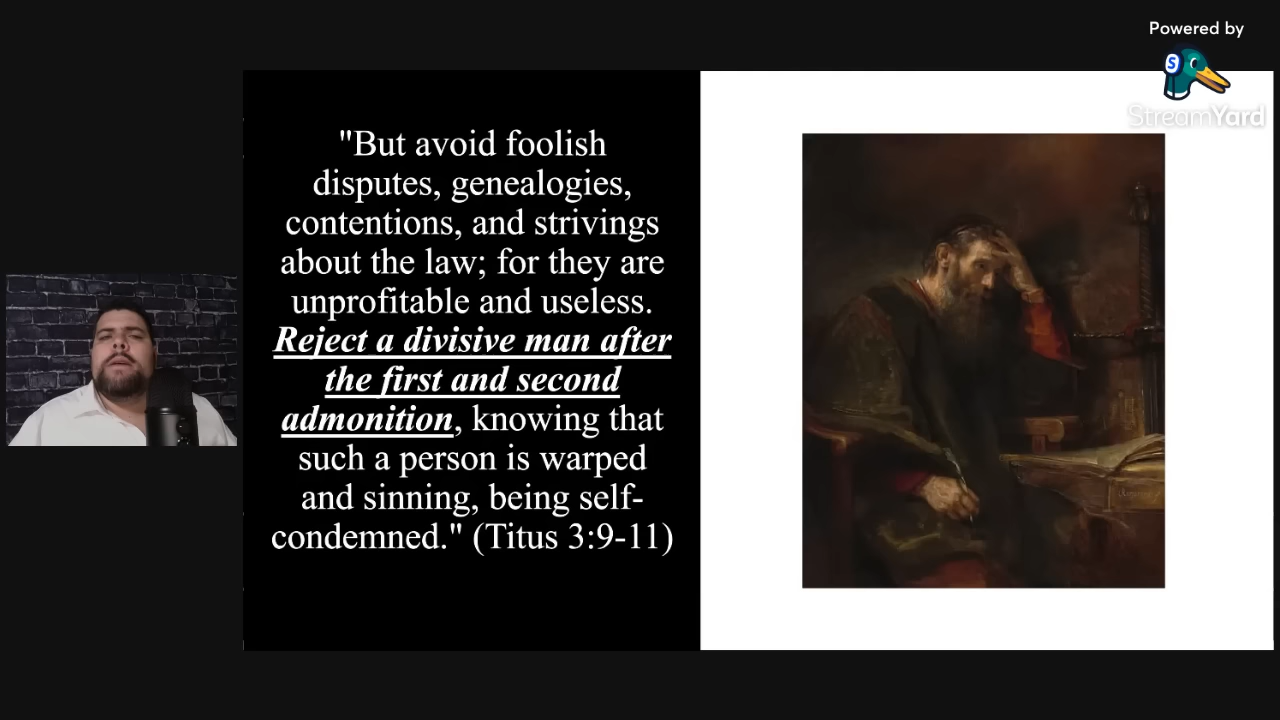 Powered by
StreamYard
"But avoid foolish
disputes, genealogies,
contentions, and strivings
about the law; for they are
unprofitable and useless.
Reject a divisive man after
the first and second
admonition, knowing that
such a person is warped
and sinning, being self-
condemned." (Titus 3:9-11)
S